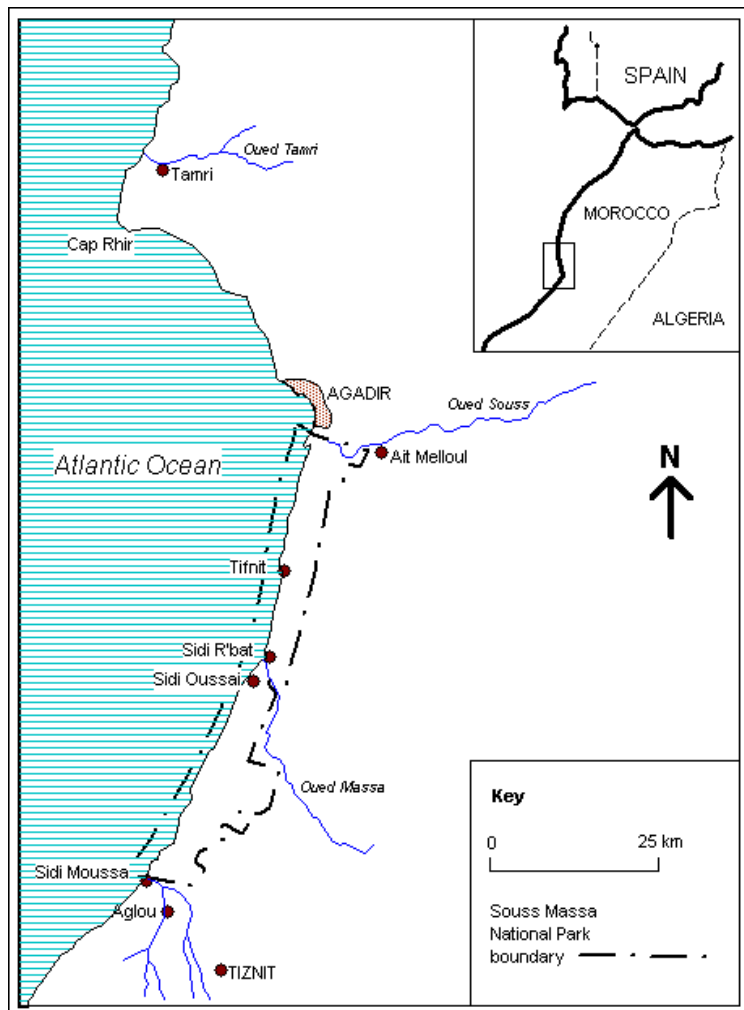 SPAIN
MOROCCO
ALGERIA
Oued Tamri
Tamri
Cap Rhir
AGADIR
Oued Souss
Ait Melloul
Atlantic Ocean
N
Tifnit
Sidi R'bat
Sidi Oussai
Oued Massa
Sidi Moussa
Aglou
TIZNIT
Key
0 25 km
Souss Massa
National Park
boundary